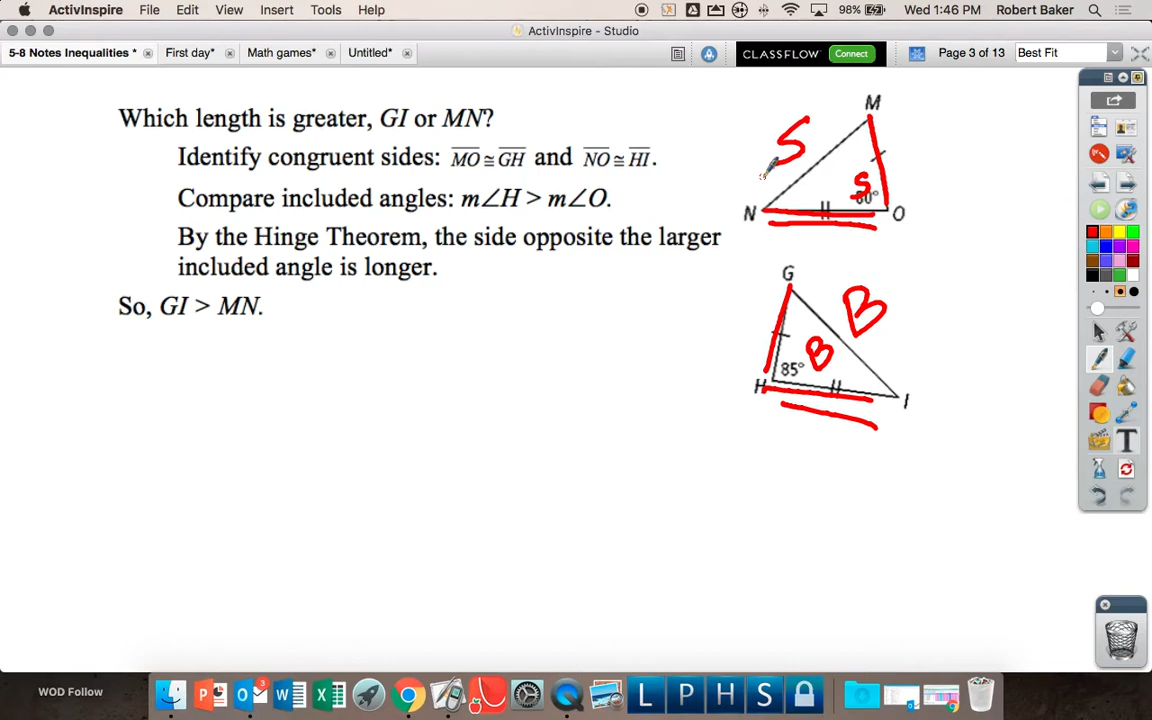 ActivInspire File Edit View Insert Tools Help 98% Wed 1:46 PM Robert Baker
ActivInspire - Studio
5-8 Notes Inequalities * First day* Math games* Untitled* CLASSFLOW Connect Page 3 of 13 Best Fit
Which length is greater, GI or MN?
Identify congruent sides: MO ≅ GH and NO ≅ HI.
Compare included angles: m∠H > m∠O.
By the Hinge Theorem, the side opposite the larger
included angle is longer.
So, GI > MN.
M
S
S
80°
N
O
G
B
B
85°
H
I
T
WOD Follow
3
P O W X L P H S